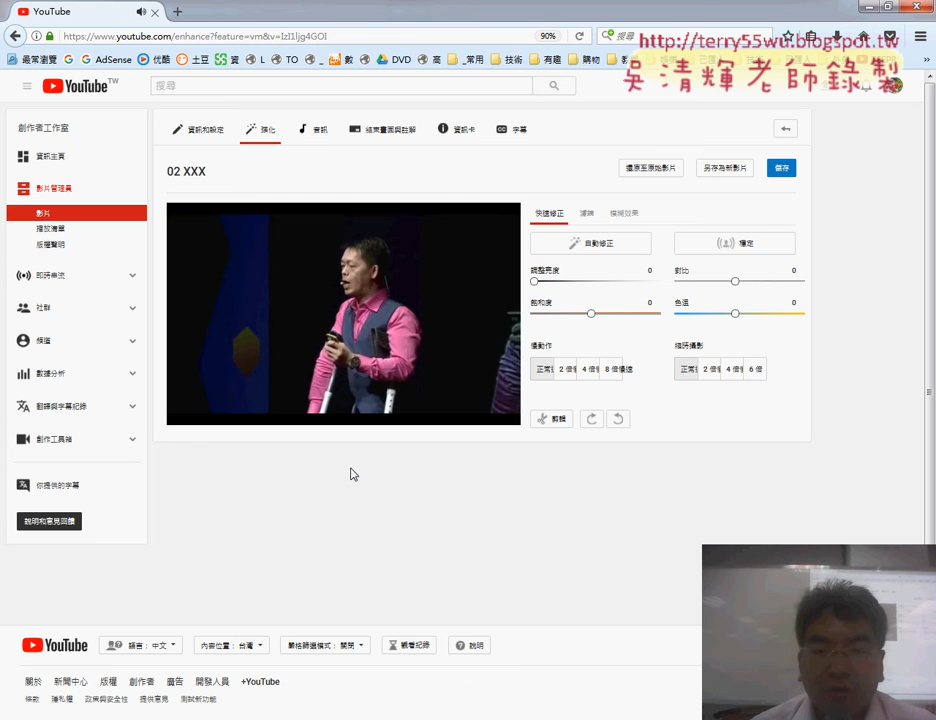 YouTube
https://www.youtube.com/enhance?feature=vm&v=lzl1ljg4GOI
90%
搜尋
http://terry55wu.blogspot.tw
吳清輝老師錄製
最常瀏覽 AdSense 優酷 土豆 資 L TO _ 數 DVD 高 _常用 技術 有趣 購物
YouTube TW
搜尋
創作者工作室
資訊主頁
影片管理員
影片
播放清單
版權聲明
即時串流
社群
頻道
數據分析
翻譯與字幕記錄
創作工具箱
你提供的字幕
說明和意見回饋
資訊和設定 強化 音訊 結束畫面與註解 資訊卡 CC 字幕
02 XXX
還原至原始影片 另存為新影片 儲存
快速修正 濾鏡 模糊效果
自動修正 穩定
調整亮度 0 對比 0
飽和度 0 色溫 0
慢動作 縮時攝影
正常 2 倍 4 倍 8 倍慢速 正常 2 倍 4 倍 6 倍
剪輯
YouTube 語言：中文 內容位置：台灣 嚴格篩選模式：關閉 觀看紀錄 說明
關於 新聞中心 版權 創作者 廣告 開發人員 +YouTube
條款 隱私權 政策與安全性 提供意見 測試新功能